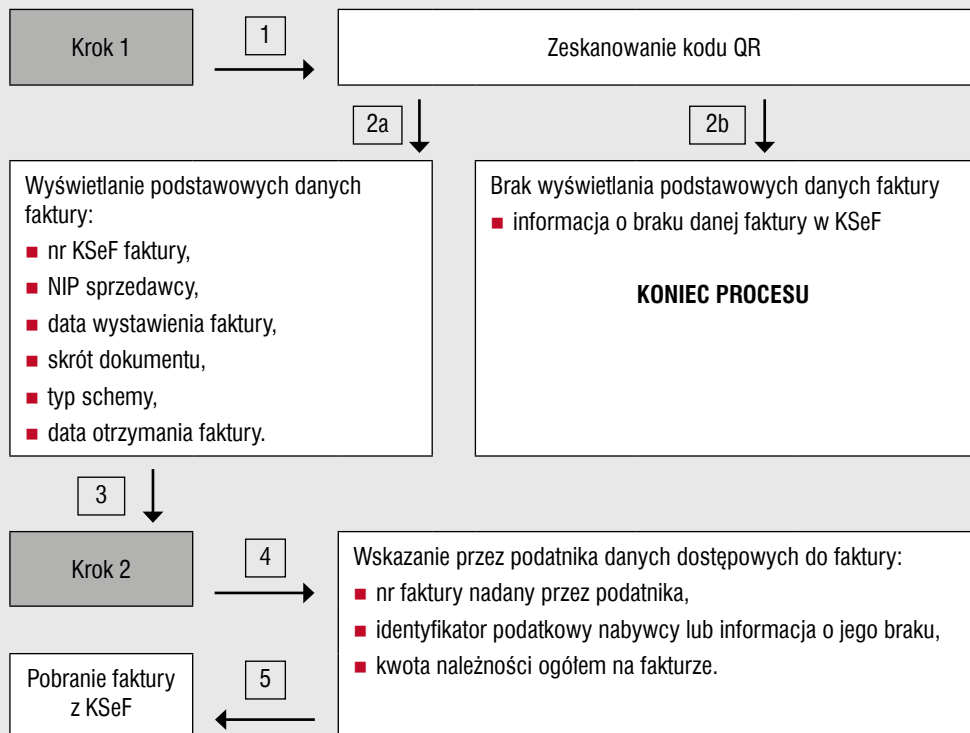 Krok 1
1
Zeskanowanie kodu QR
2a
2b
Wyświetlanie podstawowych danych
faktury:
■ nr KSeF faktury,
■ NIP sprzedawcy,
■ data wystawienia faktury,
■ skrót dokumentu,
■ typ schemy,
■ data otrzymania faktury.
Brak wyświetlania podstawowych danych faktury
■ informacja o braku danej faktury w KSeF
KONIEC PROCESU
3
Krok 2
4
Wskazanie przez podatnika danych dostępowych do faktury:
■ nr faktury nadany przez podatnika,
■ identyfikator podatkowy nabywcy lub informacja o jego braku,
■ kwota należności ogółem na fakturze.
5
Pobranie faktury
z KSeF